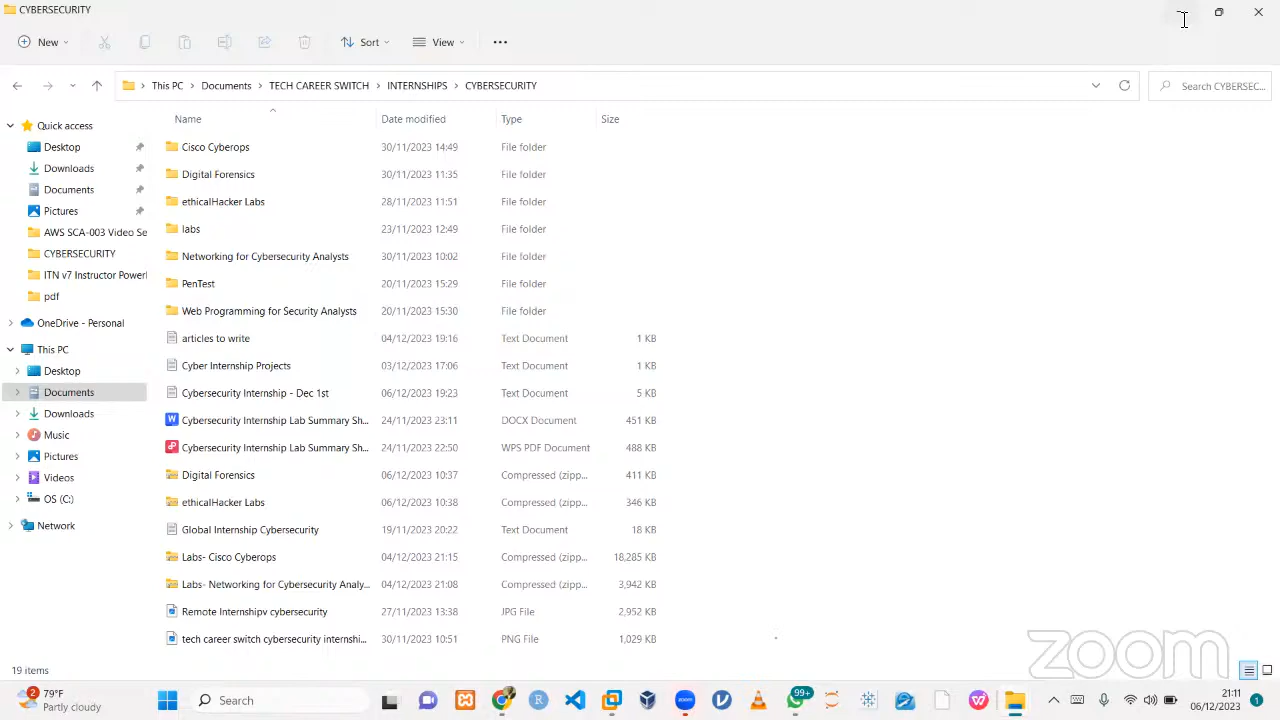 CYBERSECURITY
New
Sort
View
This PC > Documents > TECH CAREER SWITCH > INTERNSHIPS > CYBERSECURITY
Search CYBERSEC...
Name Date modified Type Size
Quick access
Desktop
Downloads
Documents
Pictures
AWS SCA-003 Video Se
CYBERSECURITY
ITN v7 Instructor Powerl
pdf
OneDrive - Personal
This PC
Desktop
Documents
Downloads
Music
Pictures
Videos
OS (C:)
Network
Cisco Cyberops 30/11/2023 14:49 File folder
Digital Forensics 30/11/2023 11:35 File folder
ethicalHacker Labs 28/11/2023 11:51 File folder
labs 23/11/2023 12:49 File folder
Networking for Cybersecurity Analysts 30/11/2023 10:02 File folder
PenTest 20/11/2023 15:29 File folder
Web Programming for Security Analysts 20/11/2023 15:30 File folder
articles to write 04/12/2023 19:16 Text Document 1 KB
Cyber Internship Projects 03/12/2023 17:06 Text Document 1 KB
Cybersecurity Internship - Dec 1st 06/12/2023 19:23 Text Document 5 KB
Cybersecurity Internship Lab Summary Sh... 24/11/2023 23:11 DOCX Document 451 KB
Cybersecurity Internship Lab Summary Sh... 24/11/2023 22:50 WPS PDF Document 488 KB
Digital Forensics 06/12/2023 10:37 Compressed (zipp... 411 KB
ethicalHacker Labs 06/12/2023 10:38 Compressed (zipp... 346 KB
Global Internship Cybersecurity 19/11/2023 20:22 Text Document 18 KB
Labs- Cisco Cyberops 04/12/2023 21:15 Compressed (zipp... 18,285 KB
Labs- Networking for Cybersecurity Analy... 04/12/2023 21:08 Compressed (zipp... 3,942 KB
Remote Internshipv cybersecurity 27/11/2023 13:38 JPG File 2,952 KB
tech career switch cybersecurity internshi... 30/11/2023 10:51 PNG File 1,029 KB
zoom
19 items
2
79°F
Partly cloudy
Search
zoom
99+
21:11
06/12/2023
1